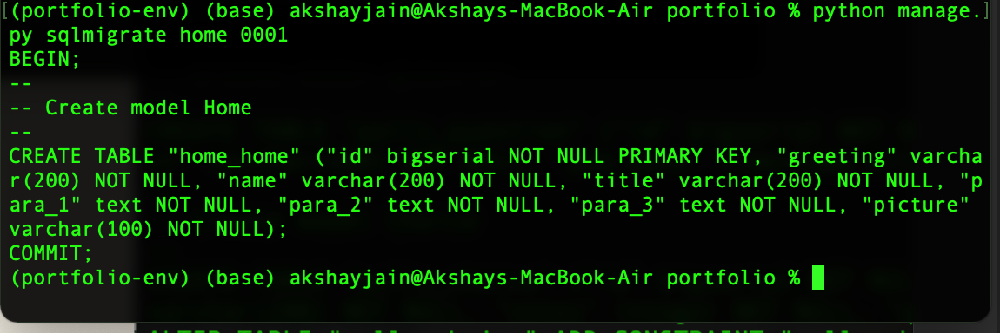 [(portfolio-env) (base) akshayjain@Akshays-MacBook-Air portfolio % python manage.]
py sqlmigrate home 0001
BEGIN;
--
-- Create model Home
--
CREATE TABLE "home_home" ("id" bigserial NOT NULL PRIMARY KEY, "greeting" varcha
r(200) NOT NULL, "name" varchar(200) NOT NULL, "title" varchar(200) NOT NULL, "p
ara_1" text NOT NULL, "para_2" text NOT NULL, "para_3" text NOT NULL, "picture"
varchar(100) NOT NULL);
COMMIT;
(portfolio-env) (base) akshayjain@Akshays-MacBook-Air portfolio %